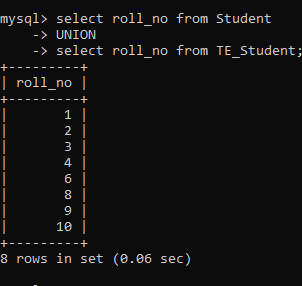 mysql> select roll_no from Student
    -> UNION
    -> select roll_no from TE_Student;
+---------+
| roll_no |
+---------+
|       1 |
|       2 |
|       3 |
|       4 |
|       6 |
|       8 |
|       9 |
|      10 |
+---------+
8 rows in set (0.06 sec)